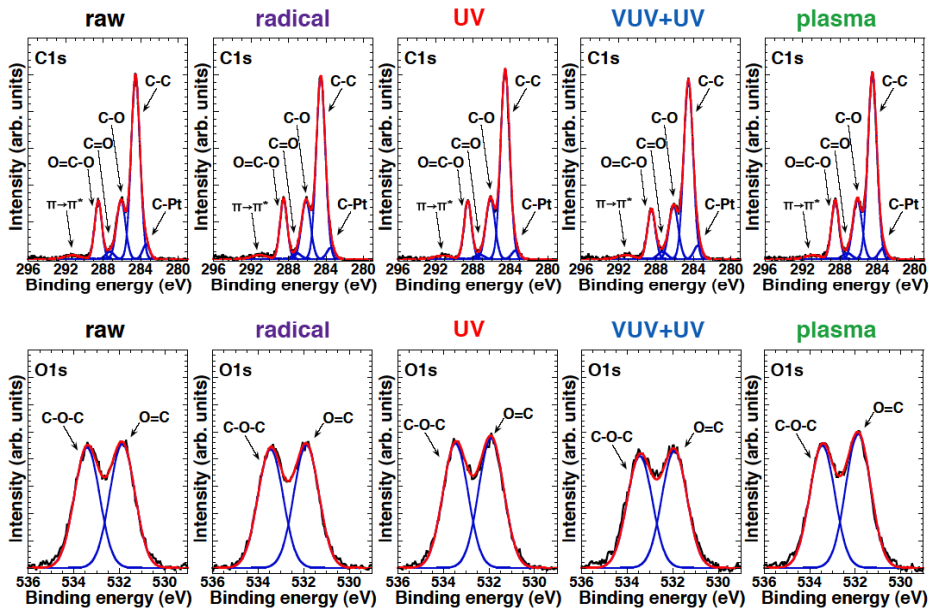 raw radical UV VUV+UV plasma
Intensity (arb. units) Intensity (arb. units) Intensity (arb. units) Intensity (arb. units) Intensity (arb. units)
C1s C1s C1s C1s C1s
C-C C-C C-C C-C C-C
C-O C-O C-O C-O C-O
C=O C=O C=O C=O C=O
O=C-O O=C-O O=C-O O=C-O O=C-O
π→π* π→π* π→π* π→π* π→π*
C-Pt C-Pt C-Pt C-Pt C-Pt
296 292 288 284 280 296 292 288 284 280 296 292 288 284 280 296 292 288 284 280 296 292 288 284 280
Binding energy (eV) Binding energy (eV) Binding energy (eV) Binding energy (eV) Binding energy (eV)
raw radical UV VUV+UV plasma
Intensity (arb. units) Intensity (arb. units) Intensity (arb. units) Intensity (arb. units) Intensity (arb. units)
O1s O1s O1s O1s O1s
C-O-C O=C C-O-C O=C C-O-C O=C C-O-C O=C C-O-C O=C
536 534 532 530 536 534 532 530 536 534 532 530 536 534 532 530 536 534 532 530
Binding energy (eV) Binding energy (eV) Binding energy (eV) Binding energy (eV) Binding energy (eV)